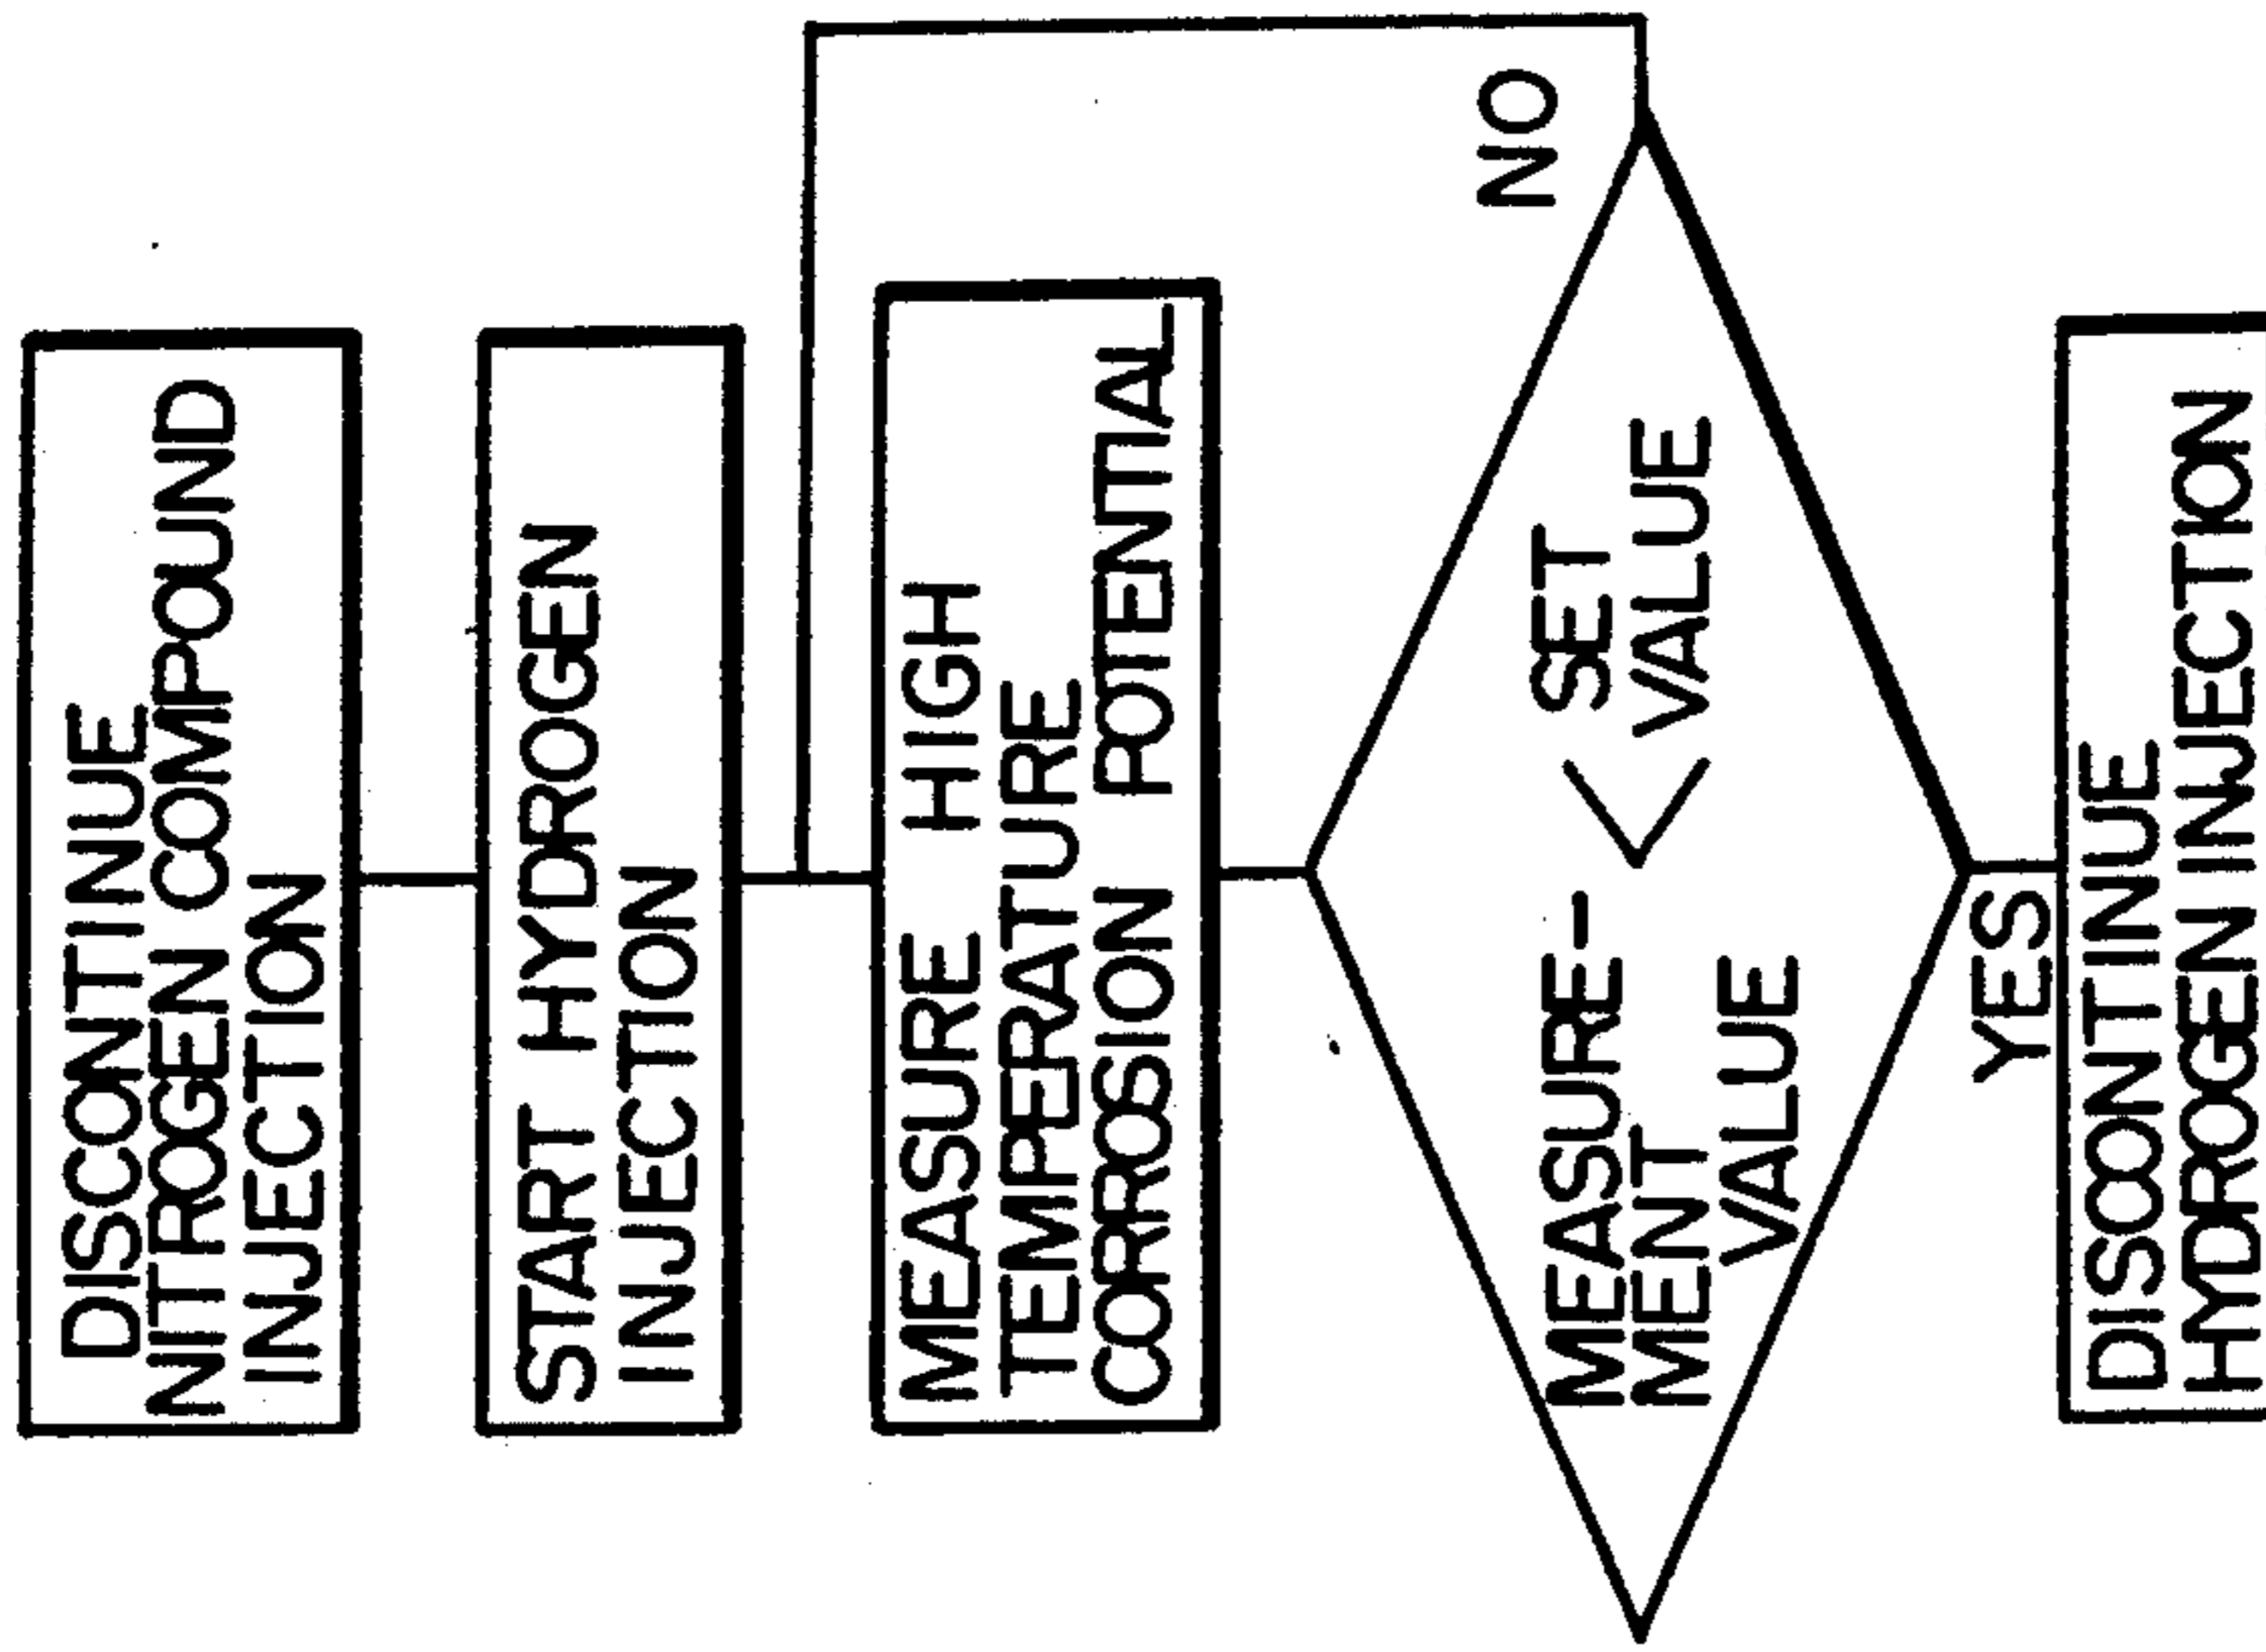 DISCONTINUE
NITROGEN COMPOUND
INJECTION
START HYDROGEN
INJECTION
MEASURE HIGH
TEMPERATURE
CORROSION POTENTIAL
NO
MEASURE-
MENT
VALUE
<
SET
VALUE
YES
DISCONTINUE
HYDROGEN INJECTION